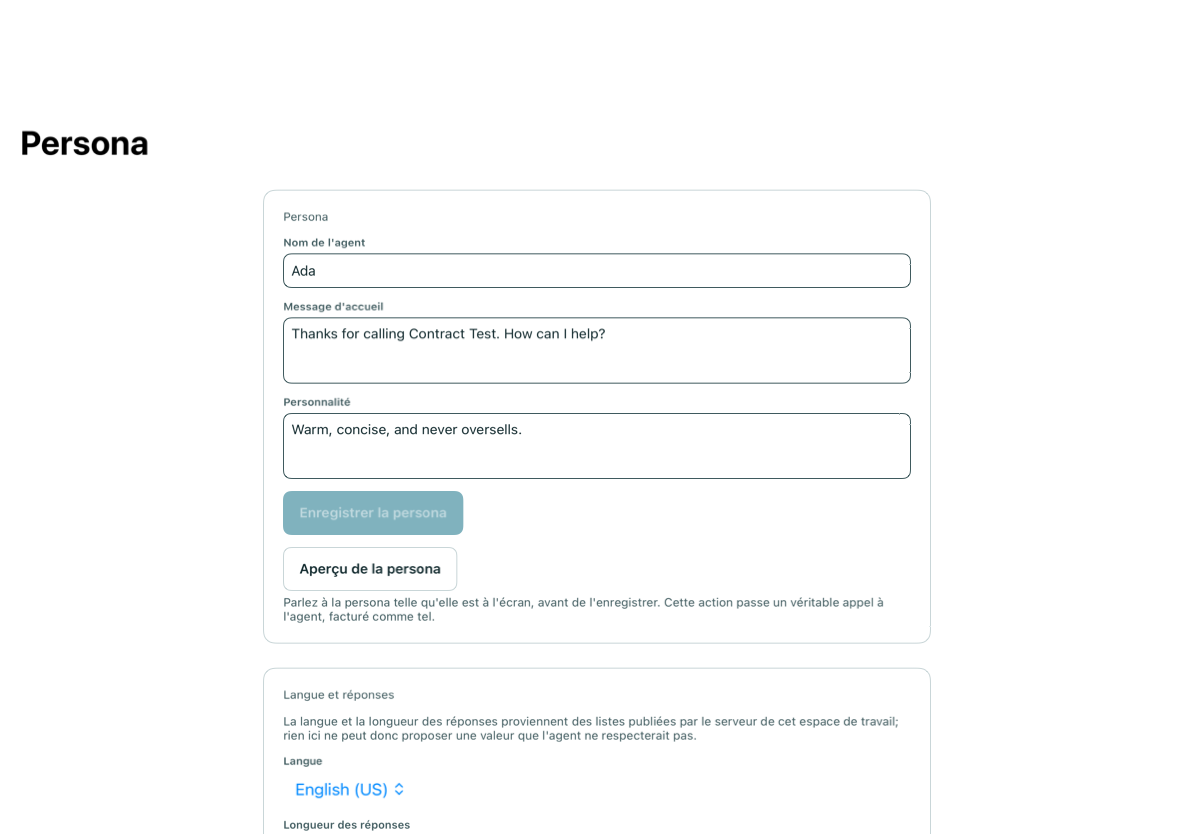 Persona
Persona
Nom de l'agent
Ada
Message d'accueil
Thanks for calling Contract Test. How can I help?
Personnalité
Warm, concise, and never oversells.
Enregistrer la persona
Aperçu de la persona
Parlez à la persona telle qu'elle est à l'écran, avant de l'enregistrer. Cette action passe un véritable appel à
l'agent, facturé comme tel.
Langue et réponses
La langue et la longueur des réponses proviennent des listes publiées par le serveur de cet espace de travail;
rien ici ne peut donc proposer une valeur que l'agent ne respecterait pas.
Langue
English (US)
Longueur des réponses